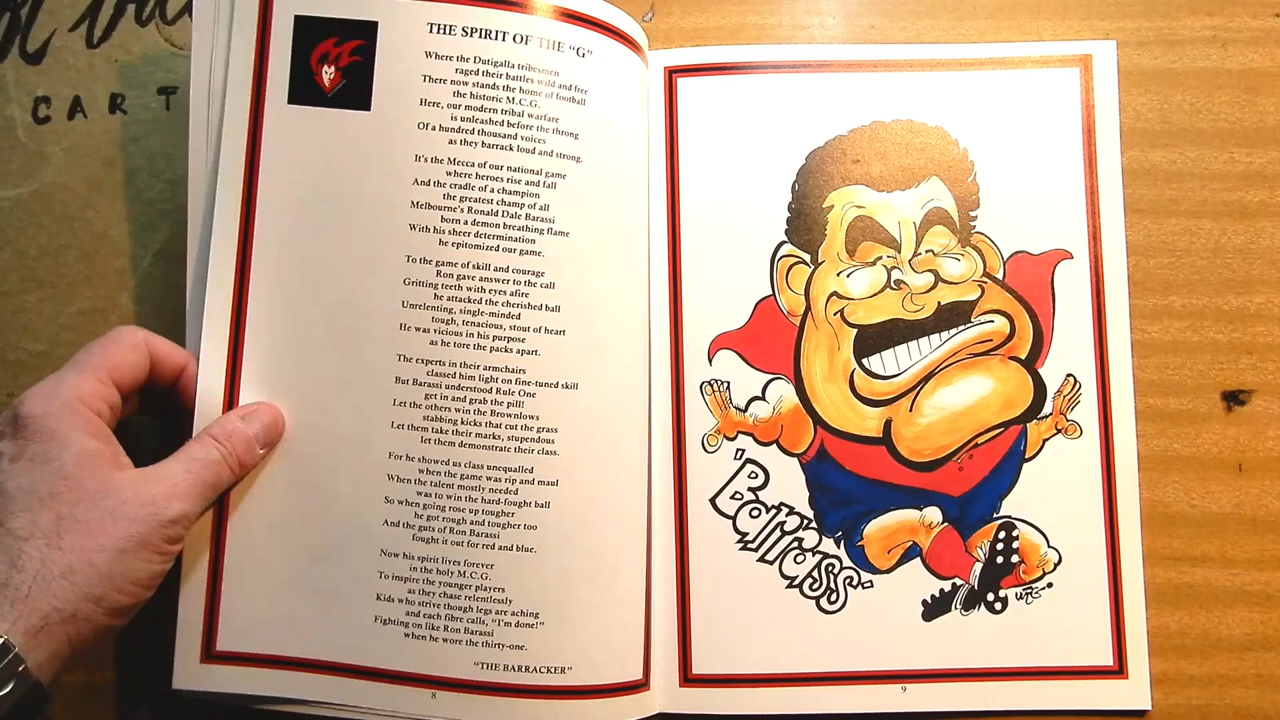 CART
THE SPIRIT OF THE "G"
Where the Dutigalla tribesmen
raged their battles wild and free
There now stands the home of football
the historic M.C.G.
Here, our modern tribal warfare
is unleashed before the throng
Of a hundred thousand voices
as they barrack loud and strong.
It's the Mecca of our national game
where heroes rise and fall
And the cradle of a champion
the greatest champ of all
Melbourne's Ronald Dale Barassi
born a demon breathing flame
With his sheer determination
he epitomized our game.
To the game of skill and courage
Ron gave answer to the call
Gritting teeth with eyes afire
he attacked the cherished ball
Unrelenting, single-minded
tough, tenacious, stout of heart
He was vicious in his purpose
as he tore the packs apart.
The experts in their armchairs
classed him light on fine-tuned skill
But Barassi understood Rule One
get in and grab the pill!
Let the others win the Brownlows
stabbing kicks that cut the grass
Let them take their marks, stupendous
let them demonstrate their class.
For he showed us class unequalled
when the game was rip and maul
When the talent mostly needed
was to win the hard-fought ball
So when going rose up tougher
he got rough and tougher too
And the guts of Ron Barassi
fought it out for red and blue.
Now his spirit lives forever
in the holy M.C.G.
To inspire the younger players
as they chase relentlessly
Kids who strive though legs are aching
and each fibre calls, "I'm done!"
Fighting on like Ron Barassi
when he wore the thirty-one.
"THE BARRACKER"
8
'Barrass'
WEG
9